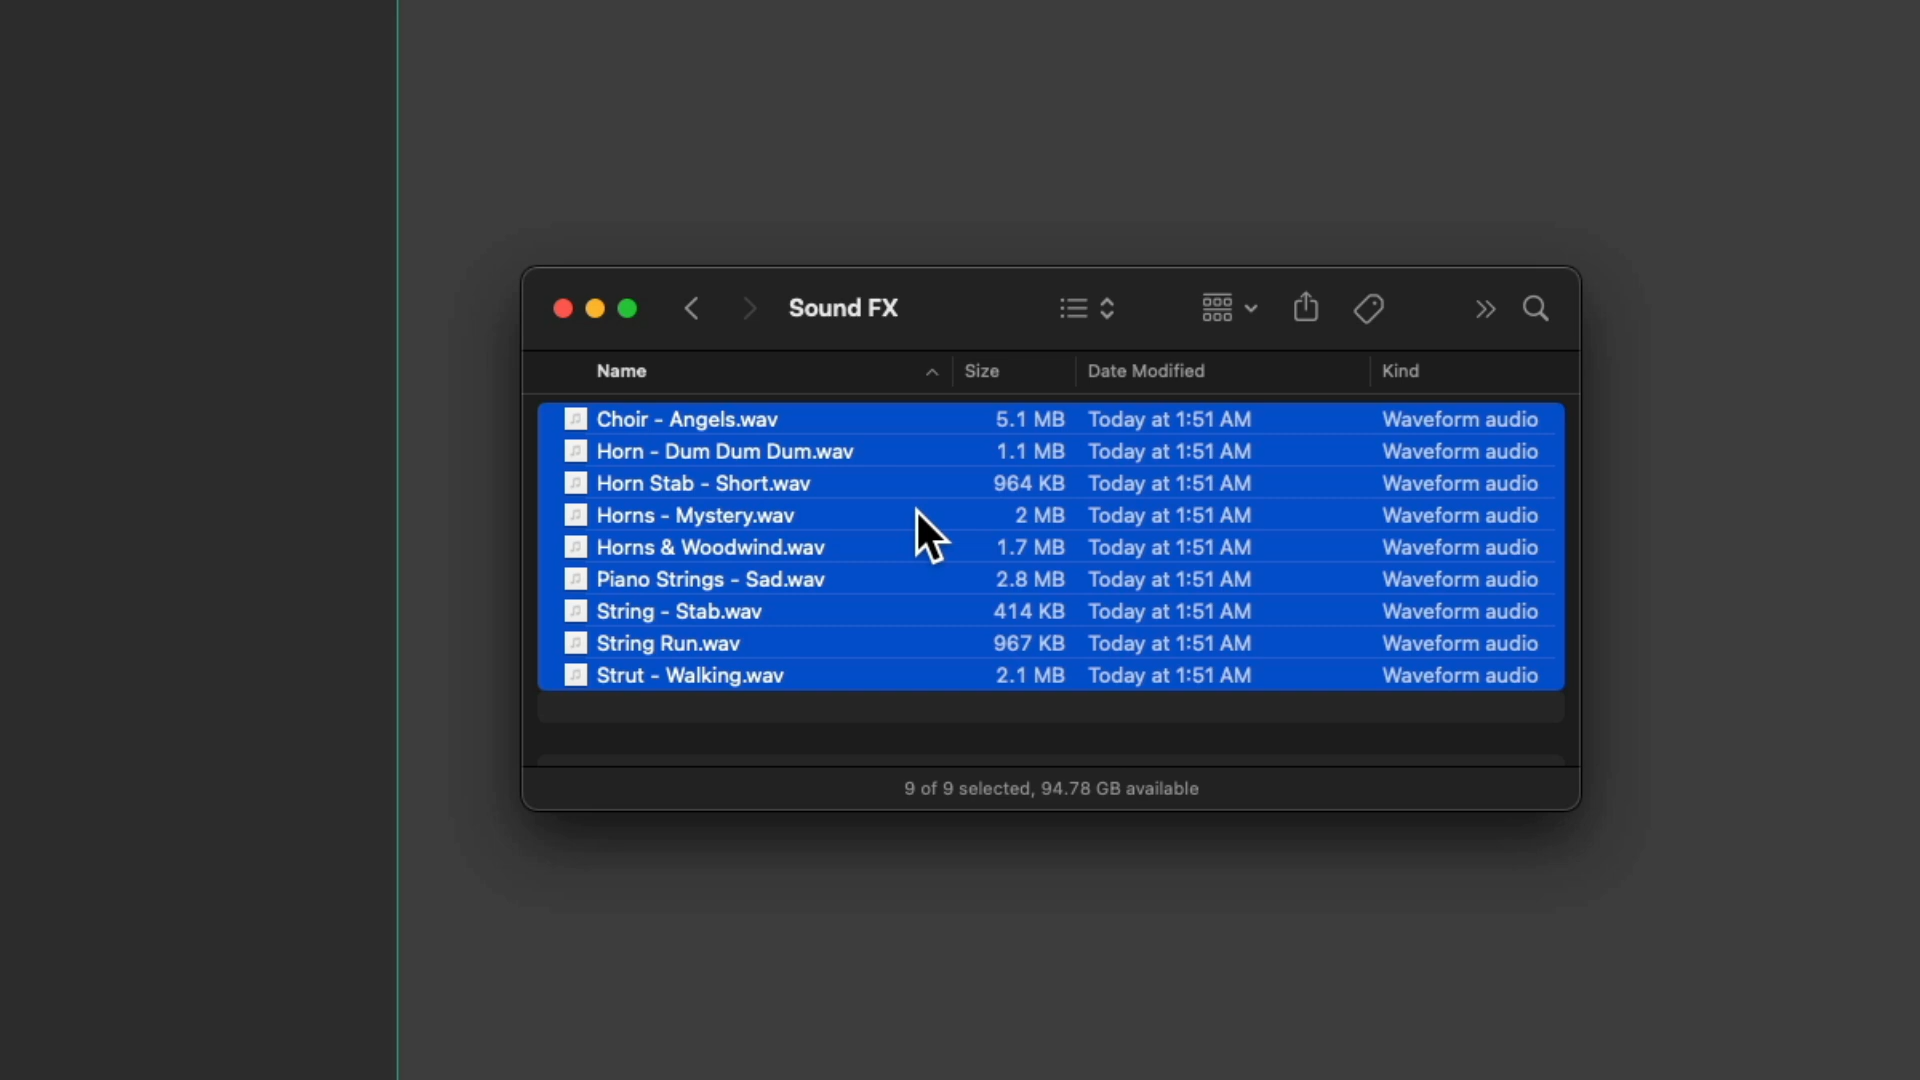 Sound FX
Name Size Date Modified Kind
Choir - Angels.wav 5.1 MB Today at 1:51 AM Waveform audio
Horn - Dum Dum Dum.wav 1.1 MB Today at 1:51 AM Waveform audio
Horn Stab - Short.wav 964 KB Today at 1:51 AM Waveform audio
Horns - Mystery.wav 2 MB Today at 1:51 AM Waveform audio
Horns & Woodwind.wav 1.7 MB Today at 1:51 AM Waveform audio
Piano Strings - Sad.wav 2.8 MB Today at 1:51 AM Waveform audio
String - Stab.wav 414 KB Today at 1:51 AM Waveform audio
String Run.wav 967 KB Today at 1:51 AM Waveform audio
Strut - Walking.wav 2.1 MB Today at 1:51 AM Waveform audio
9 of 9 selected, 94.78 GB available